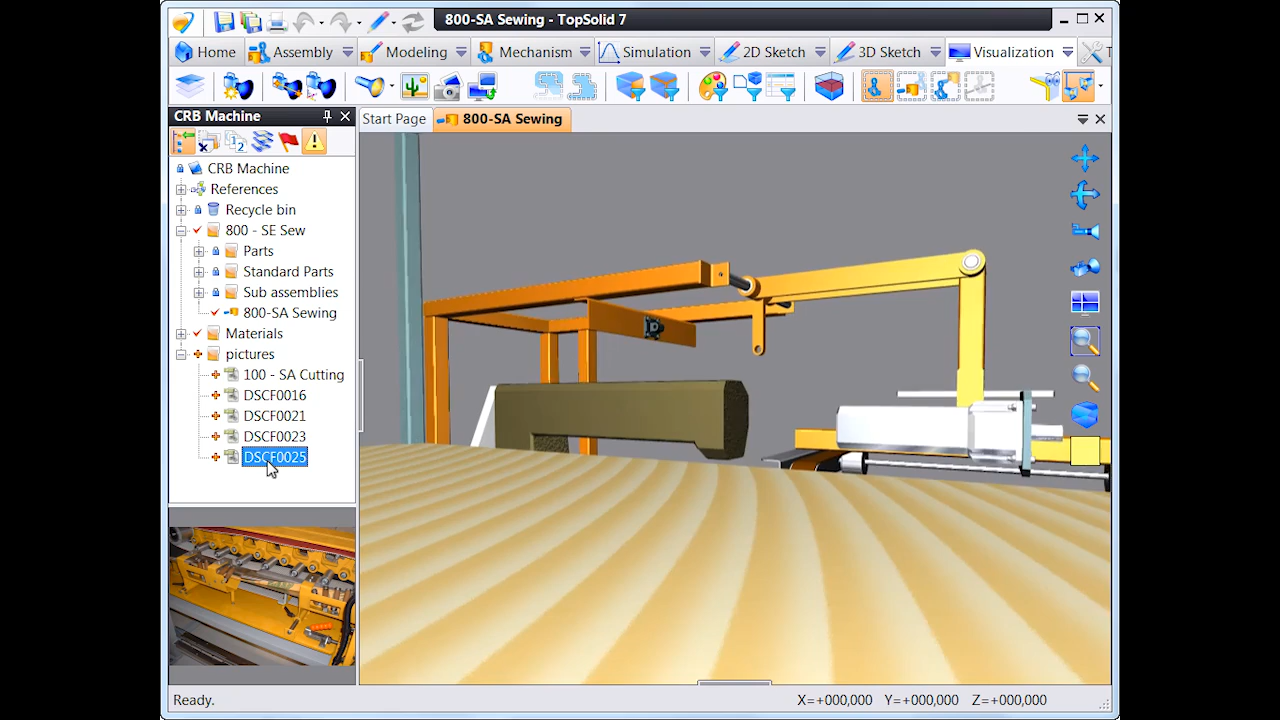 800-SA Sewing - TopSolid 7
Home Assembly Modeling Mechanism Simulation 2D Sketch 3D Sketch Visualization T
CRB Machine
Start Page 800-SA Sewing
CRB Machine
References
Recycle bin
800 - SE Sew
Parts
Standard Parts
Sub assemblies
800-SA Sewing
Materials
pictures
100 - SA Cutting
DSCF0016
DSCF0021
DSCF0023
DSCF0025
Ready. X=+000,000 Y=+000,000 Z=+000,000